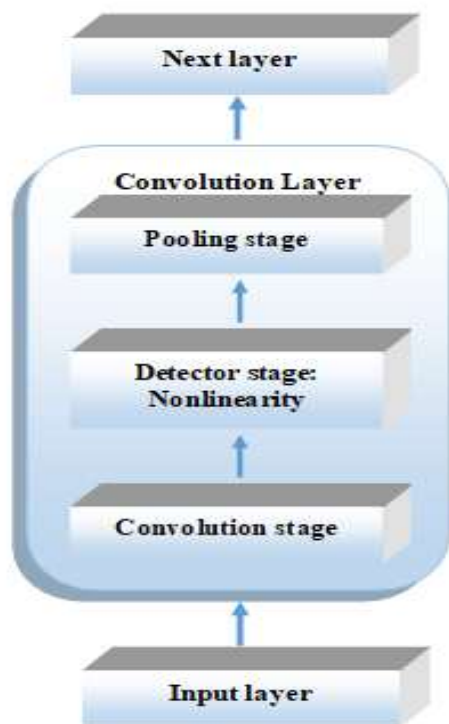 Next layer
Convolution Layer
Pooling stage
Detector stage:
Nonlinearity
Convolution stage
Input layer